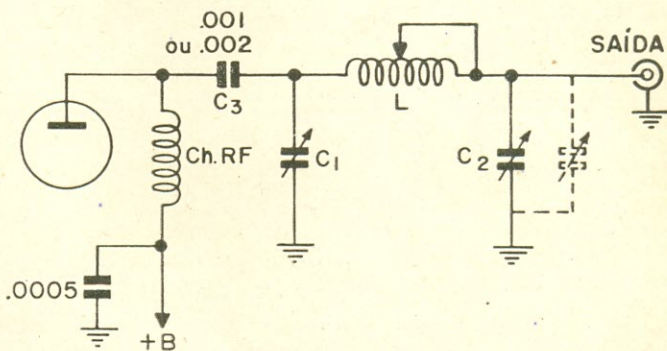 .001
ou .002
C3
SAÍDA
L
Ch.RF
C1
C2
.0005
+B